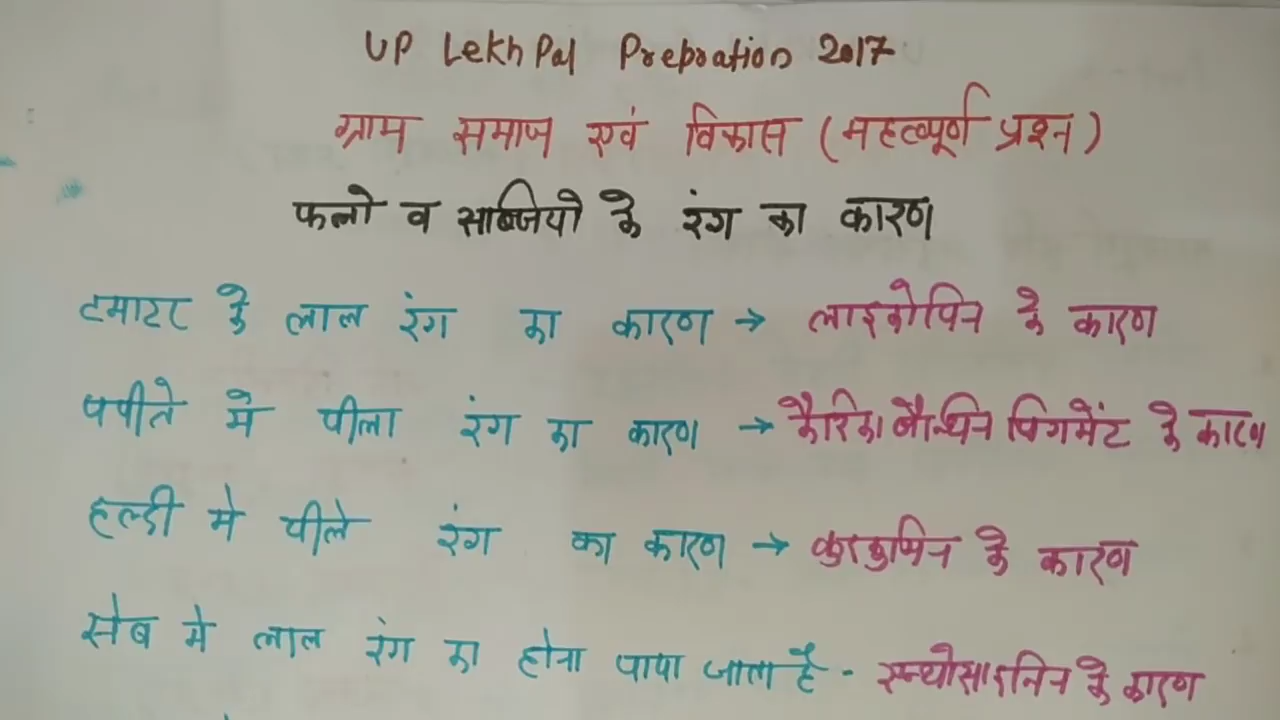 UP LekhPal Prepration 2017
ग्राम समाज एवं विकास (महत्वपूर्ण प्रश्न)
फलो व साब्जियो के रंग का कारण
टमाटर के लाल रंग का कारण → लाइकोपिन के कारण
पपीते मे पीला रंग का कारण → कैरिकाजैन्थिन पिगमेंट के कारण
हल्दी मे पीले रंग का कारण → कुरकुमिन के कारण
सेब मे लाल रंग का होना पाया जाता है - एन्थोसाइनिन के कारण